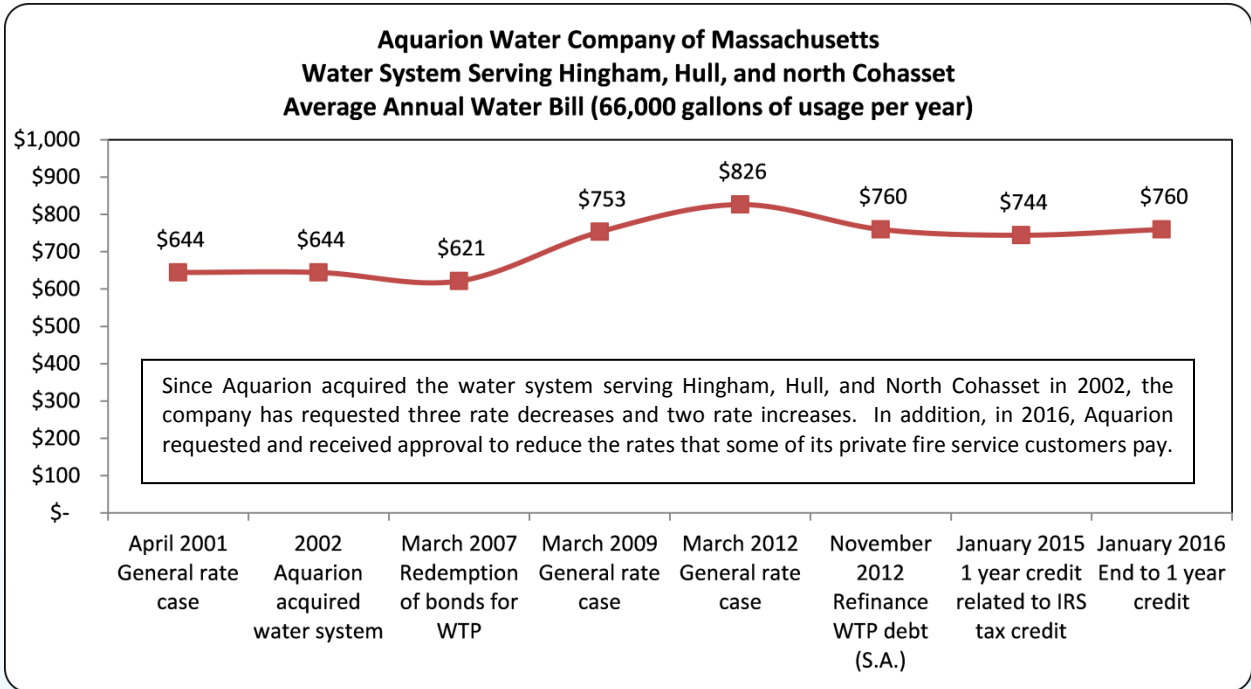 Aquarion Water Company of Massachusetts
Water System Serving Hingham, Hull, and north Cohasset
Average Annual Water Bill (66,000 gallons of usage per year)
$1,000
$900
$800
$700
$600
$500
$400
$300
$200
$100
$-
$644
$644
$621
$753
$826
$760
$744
$760
Since Aquarion acquired the water system serving Hingham, Hull, and North Cohasset in 2002, the
company has requested three rate decreases and two rate increases. In addition, in 2016, Aquarion
requested and received approval to reduce the rates that some of its private fire service customers pay.
April 2001
General rate
case
2002
Aquarion
acquired
water system
March 2007
Redemption
of bonds for
WTP
March 2009
General rate
case
March 2012
General rate
case
November
2012
Refinance
WTP debt
(S.A.)
January 2015
1 year credit
related to IRS
tax credit
January 2016
End to 1 year
credit